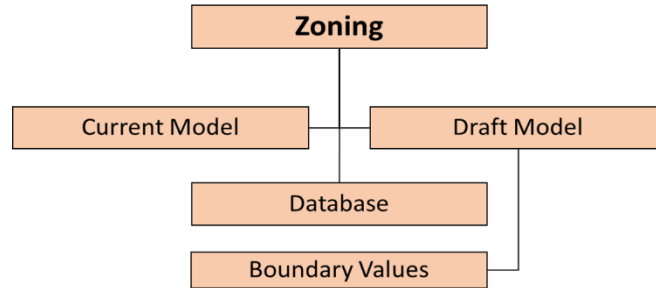 Zoning
Current Model
Draft Model
Database
Boundary Values